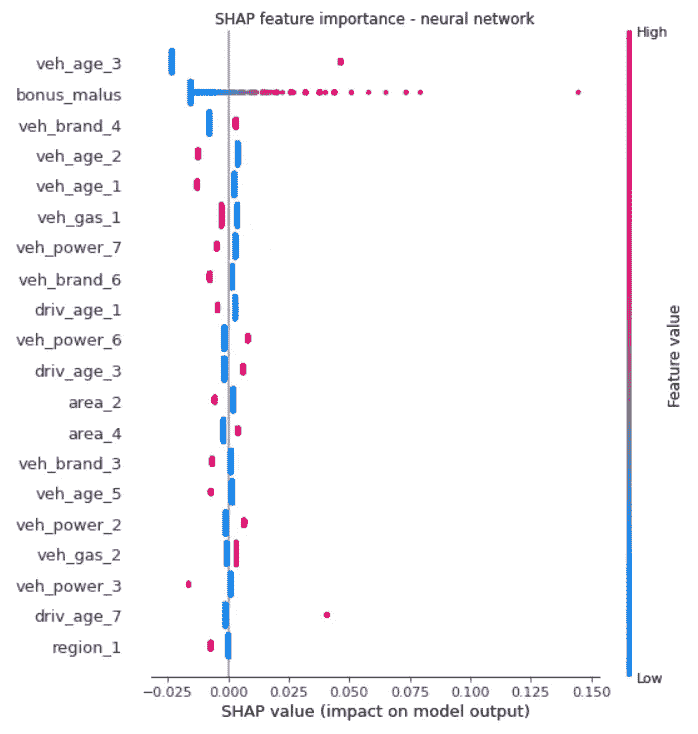 SHAP feature importance - neural network
High
veh_age_3
bonus_malus
veh_brand_4
veh_age_2
veh_age_1
veh_gas_1
veh_power_7
veh_brand_6
driv_age_1
veh_power_6
driv_age_3
area_2
area_4
veh_brand_3
veh_age_5
veh_power_2
veh_gas_2
veh_power_3
driv_age_7
region_1
Feature value
Low
−0.025 0.000 0.025 0.050 0.075 0.100 0.125 0.150
SHAP value (impact on model output)